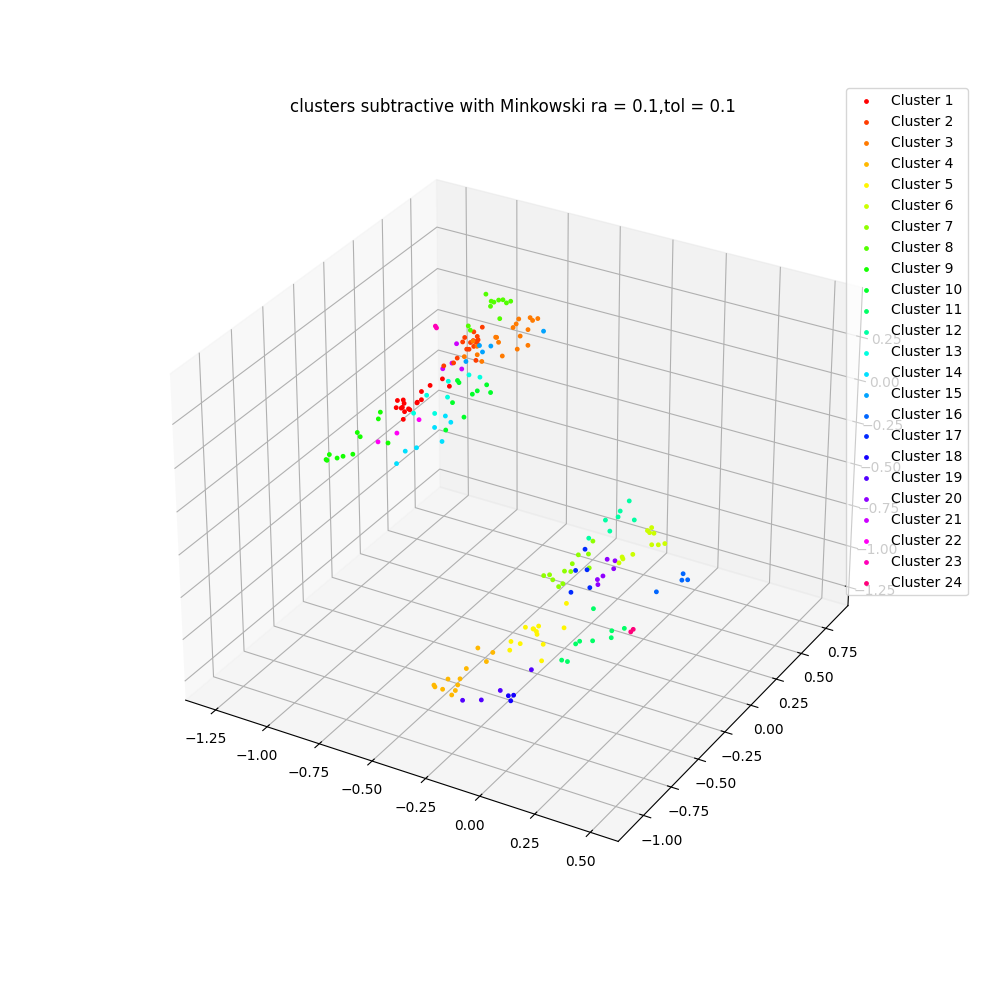 clusters subtractive with Minkowski ra = 0.1,tol = 0.1
Cluster 1
Cluster 2
Cluster 3
Cluster 4
Cluster 5
Cluster 6
Cluster 7
Cluster 8
Cluster 9
Cluster 10
Cluster 11
Cluster 12
Cluster 13
Cluster 14
Cluster 15
Cluster 16
Cluster 17
Cluster 18
Cluster 19
Cluster 20
Cluster 21
Cluster 22
Cluster 23
Cluster 24
0.25
0.00
−0.25
−0.50
−0.75
−1.00
−1.25
0.75
0.50
0.25
0.00
−0.25
−0.50
−0.75
−1.00
−1.25
−1.00
−0.75
−0.50
−0.25
0.00
0.25
0.50